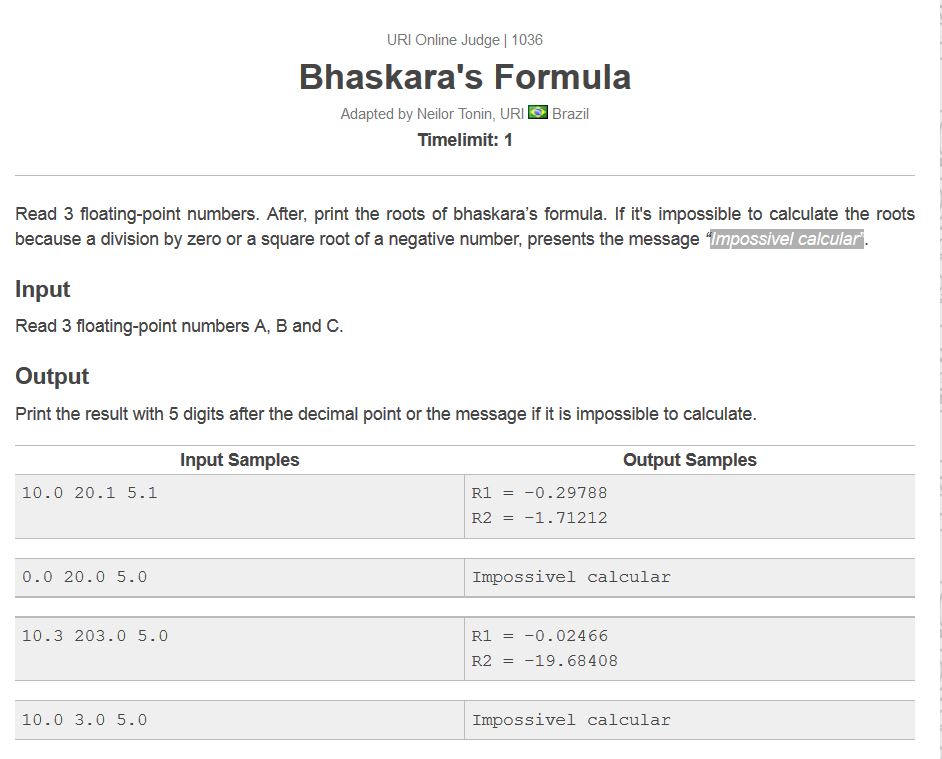 URI Online Judge | 1036
Bhaskara's Formula
Adapted by Neilor Tonin, URI Brazil
Timelimit: 1
Read 3 floating-point numbers. After, print the roots of bhaskara’s formula. If it's impossible to calculate the roots
because a division by zero or a square root of a negative number, presents the message “Impossivel calcular”.
Input
Read 3 floating-point numbers A, B and C.
Output
Print the result with 5 digits after the decimal point or the message if it is impossible to calculate.
Input Samples Output Samples
10.0 20.1 5.1 R1 = -0.29788
R2 = -1.71212
0.0 20.0 5.0 Impossivel calcular
10.3 203.0 5.0 R1 = -0.02466
R2 = -19.68408
10.0 3.0 5.0 Impossivel calcular